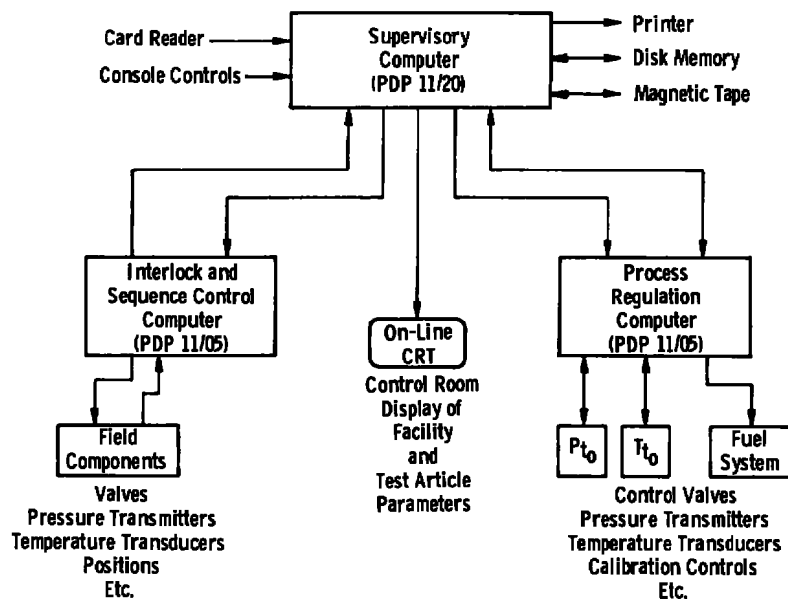 Card Reader
Console Controls
Supervisory
Computer
(PDP 11/20)
Printer
Disk Memory
Magnetic Tape
Interlock and
Sequence Control
Computer
(PDP 11/05)
Process
Regulation
Computer
(PDP 11/05)
On-Line
CRT
Control Room
Display of
Facility
and
Test Article
Parameters
Field
Components
Valves
Pressure Transmitters
Temperature Transducers
Positions
Etc.
Pto
Tto
Fuel
System
Control Valves
Pressure Transmitters
Temperature Transducers
Calibration Controls
Etc.